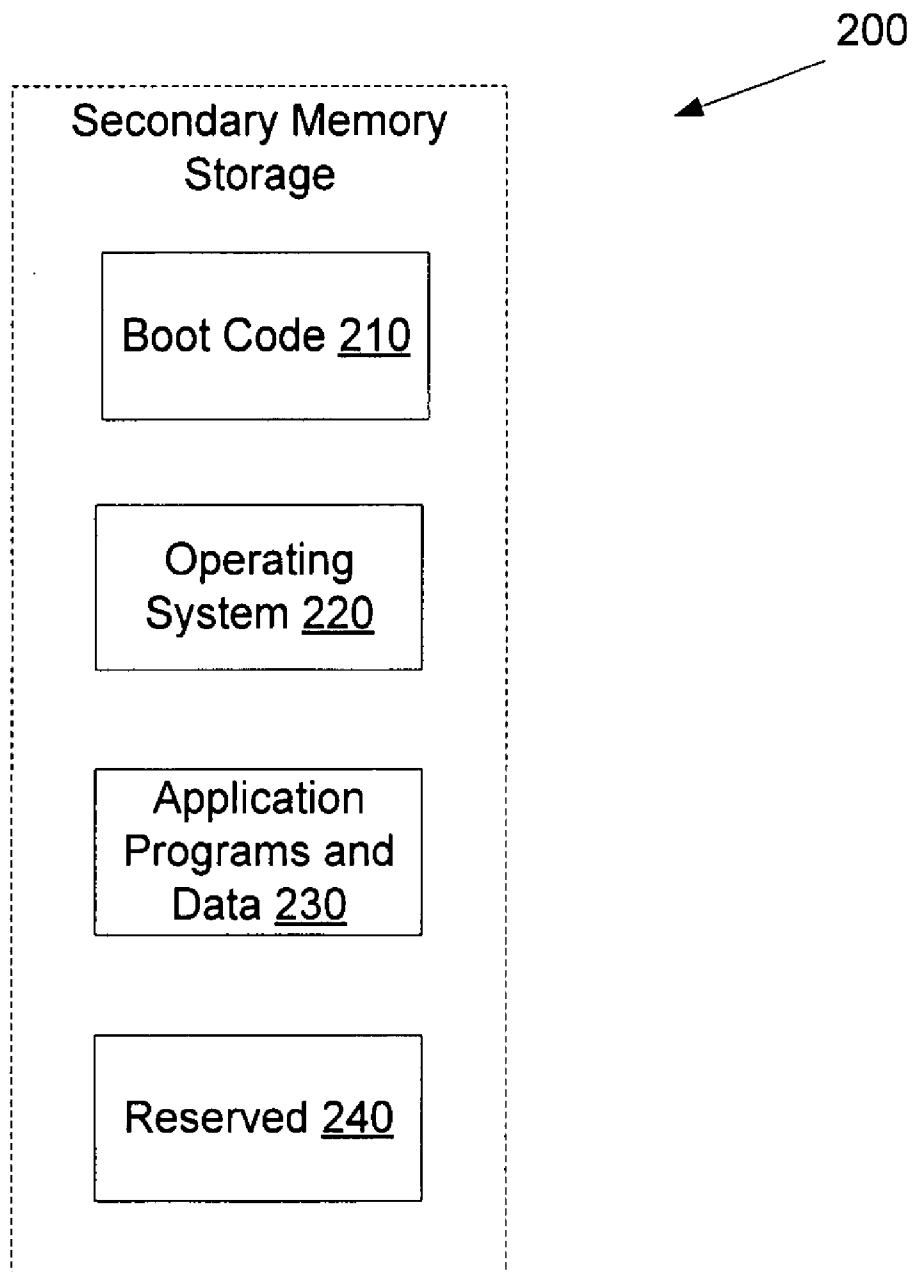 200
Secondary Memory
Storage
Boot Code 210
Operating
System 220
Application
Programs and
Data 230
Reserved 240